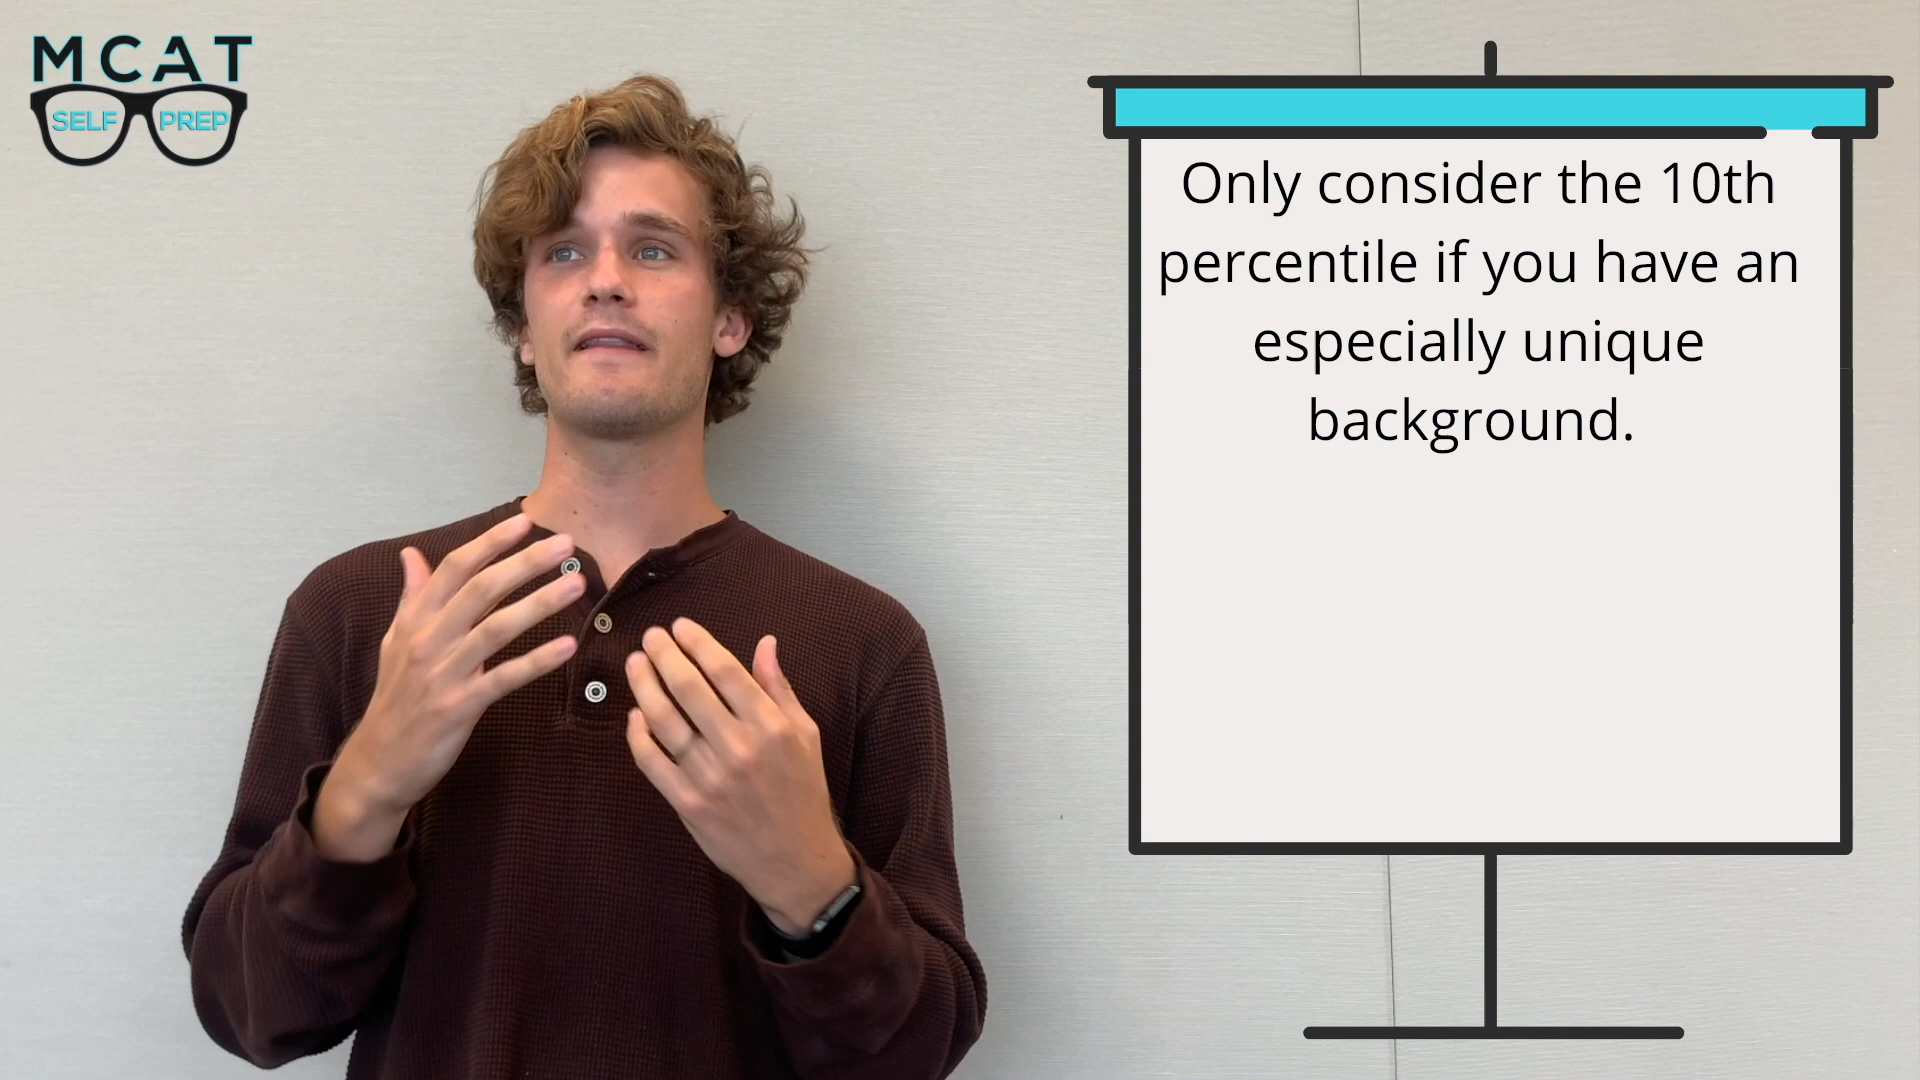 MCAT
SELF PREP
Only consider the 10th
percentile if you have an
especially unique
background.